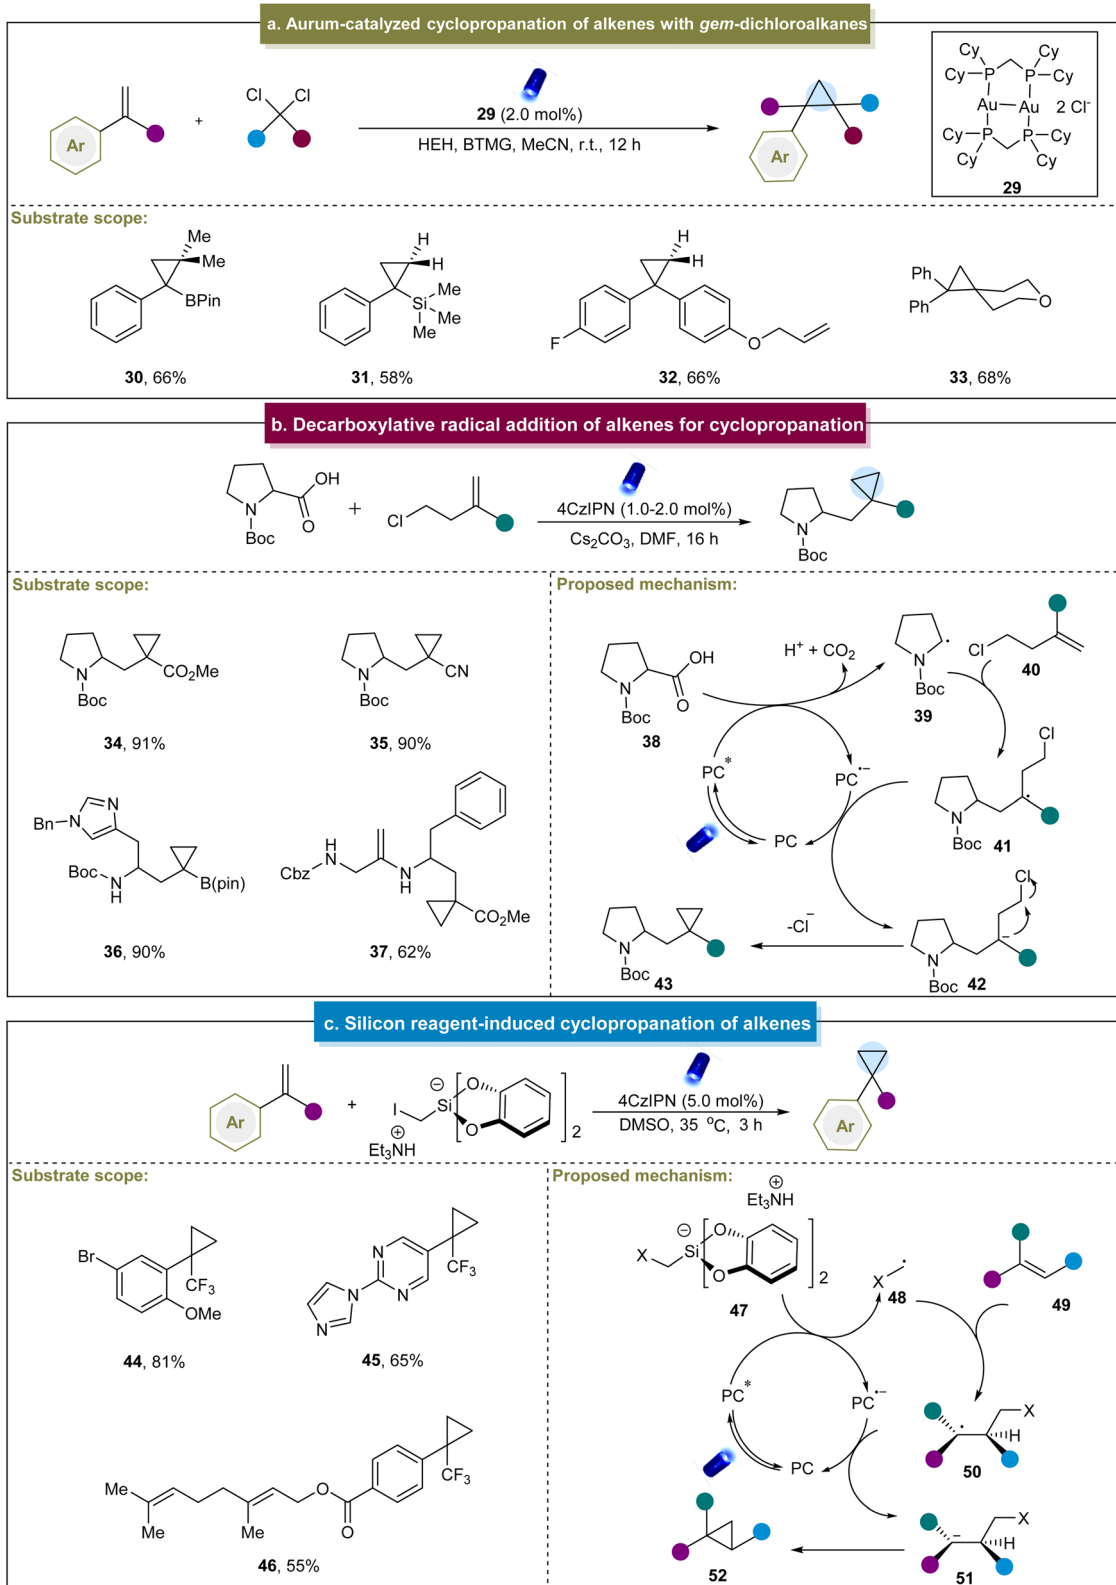 a. Aurum-catalyzed cyclopropanation of alkenes with gem-dichloroalkanes
Ar
+
Cl Cl
29 (2.0 mol%)
HEH, BTMG, MeCN, r.t., 12 h
Ar
Cy Cy
Cy P P Cy
Cy Cy
Au Au 2 Cl⁻
Cy P P Cy
Cy Cy
29
Substrate scope:
Me
Me
BPin
30, 66%
H
H
Si Me
Me
Me
31, 58%
H
H
F
O
32, 66%
Ph
Ph
O
33, 68%
b. Decarboxylative radical addition of alkenes for cyclopropanation
OH
O
N
Boc
+
Cl
4CzIPN (1.0-2.0 mol%)
Cs₂CO₃, DMF, 16 h
N
Boc
Substrate scope:
N
Boc
CO₂Me
34, 91%
N
Boc
CN
35, 90%
N
N
Bn
Boc
N
H
B(pin)
36, 90%
H
N
Cbz
N
H
CO₂Me
37, 62%
Proposed mechanism:
OH
O
N
Boc
38
H⁺ + CO₂
N
Boc
39
Cl
40
PC*
PC•−
PC
Cl
N
Boc
41
Cl
N
Boc
42
-Cl⁻
N
Boc
43
c. Silicon reagent-induced cyclopropanation of alkenes
Ar
+
I
⊖
Si
O
O
2
⊕
Et₃NH
4CzIPN (5.0 mol%)
DMSO, 35 °C, 3 h
Ar
Substrate scope:
Br
CF₃
OMe
44, 81%
N
N
N
N
CF₃
45, 65%
Me
Me
Me
O
O
CF₃
46, 55%
Proposed mechanism:
⊕
Et₃NH
⊖
X
Si
O
O
2
47
X
48
49
PC*
PC•−
PC
X
H
50
X
H
51
52